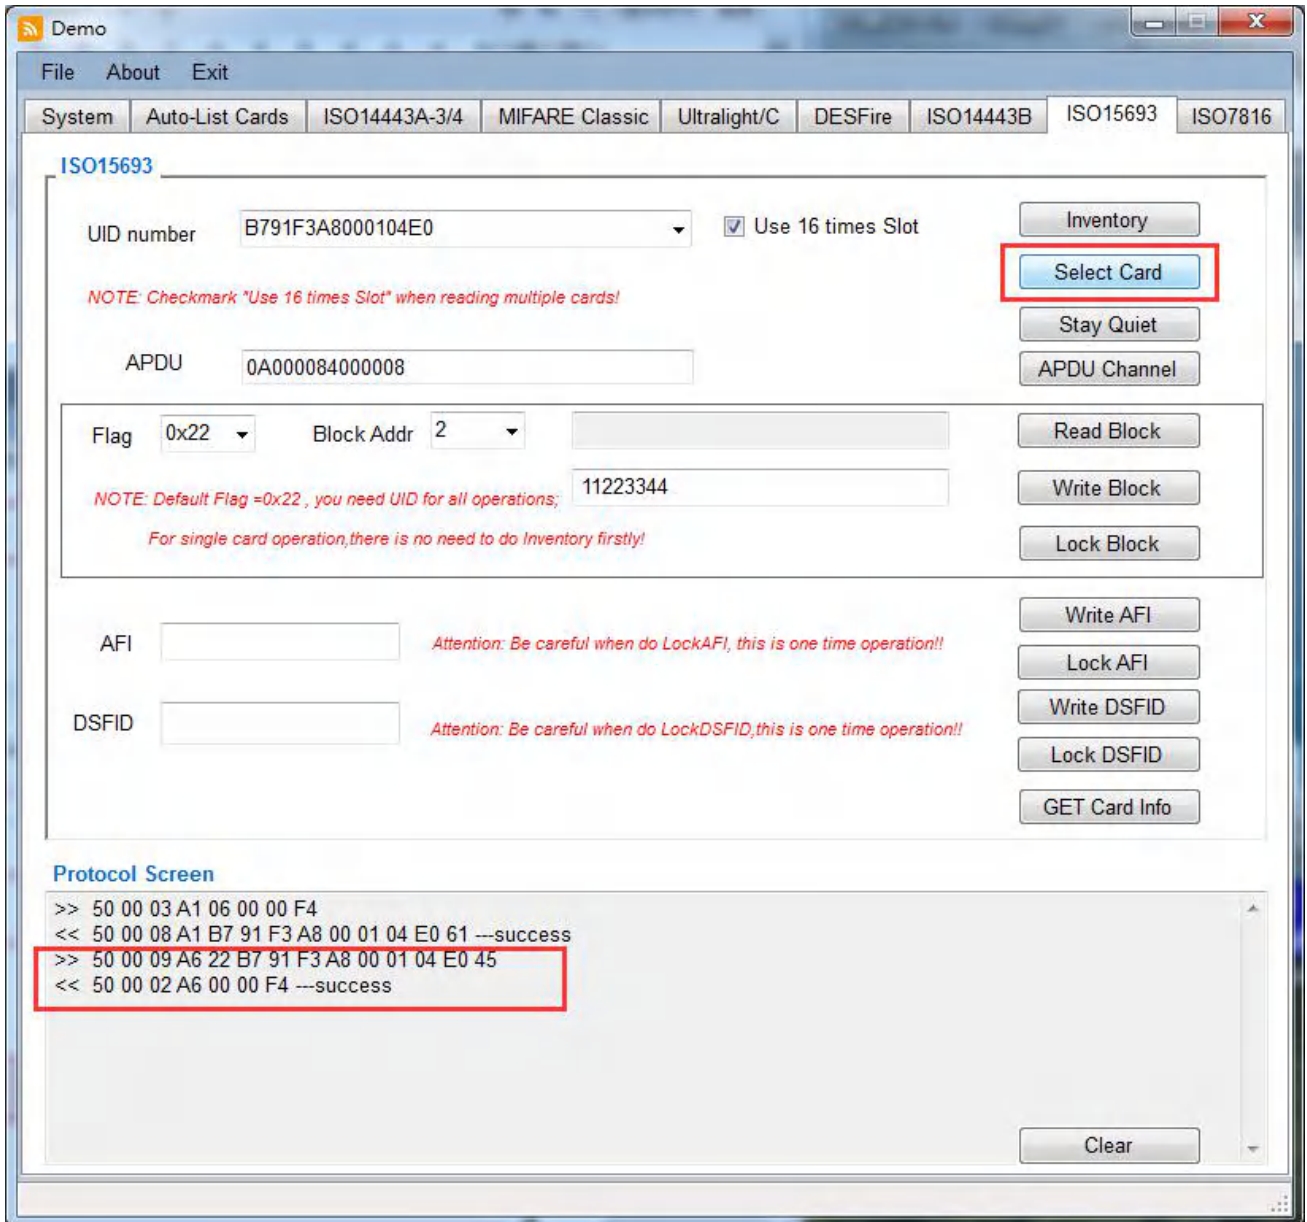 Demo
File About Exit
System Auto-List Cards ISO14443A-3/4 MIFARE Classic Ultralight/C DESFire ISO14443B ISO15693 ISO7816
ISO15693
UID number B791F3A8000104E0 Use 16 times Slot Inventory
Select Card
NOTE: Checkmark "Use 16 times Slot" when reading multiple cards!
Stay Quiet
APDU 0A000084000008 APDU Channel
Flag 0x22 Block Addr 2 Read Block
11223344 Write Block
NOTE: Default Flag =0x22 , you need UID for all operations;
For single card operation,there is no need to do Inventory firstly!
Lock Block
Write AFI
AFI Attention: Be careful when do LockAFI, this is one time operation!!
Lock AFI
Write DSFID
DSFID Attention: Be careful when do LockDSFID,this is one time operation!!
Lock DSFID
GET Card Info
Protocol Screen
>> 50 00 03 A1 06 00 00 F4
<< 50 00 08 A1 B7 91 F3 A8 00 01 04 E0 61 ---success
>> 50 00 09 A6 22 B7 91 F3 A8 00 01 04 E0 45
<< 50 00 02 A6 00 00 F4 ---success
Clear